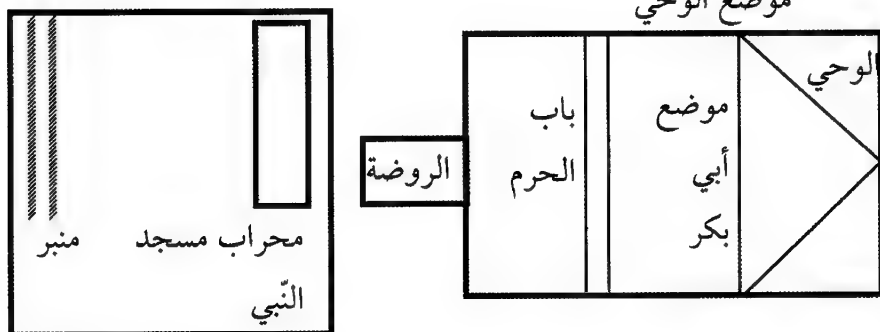 موضع الوحي
الوحي
موضع
أبي
بكر
باب
الحرم
الروضة
محراب مسجد
النّبي
منبر